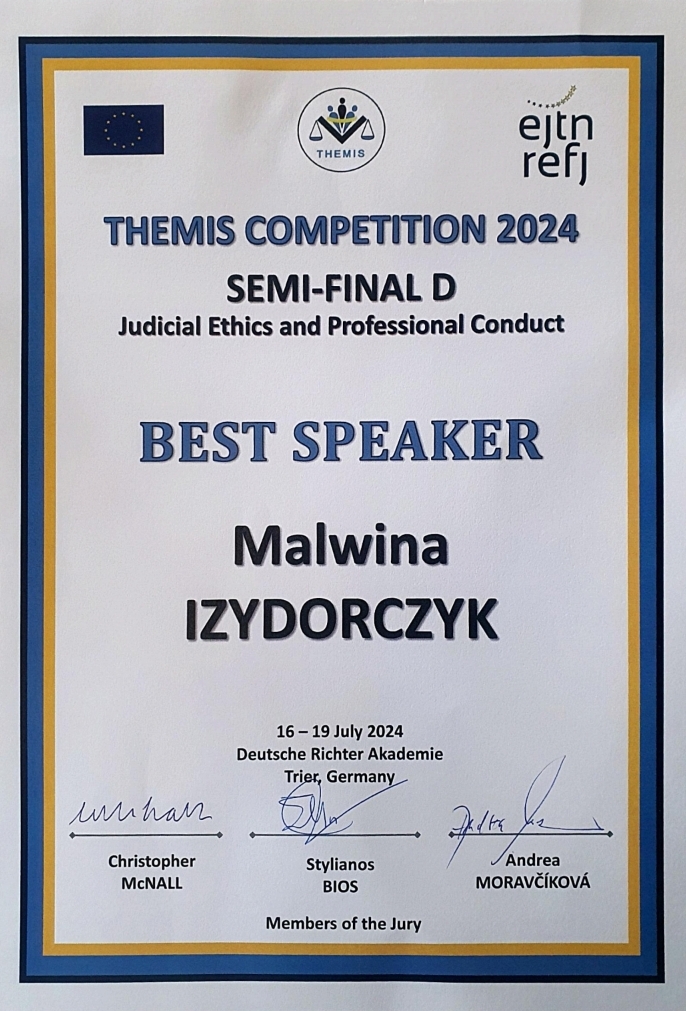 THEMIS
ejtn
refj
THEMIS COMPETITION 2024
SEMI-FINAL D
Judicial Ethics and Professional Conduct
BEST SPEAKER
Malwina
IZYDORCZYK
16 – 19 July 2024
Deutsche Richter Akademie
Trier, Germany
Christopher
McNALL
Stylianos
BIOS
Andrea
MORAVČÍKOVÁ
Members of the Jury